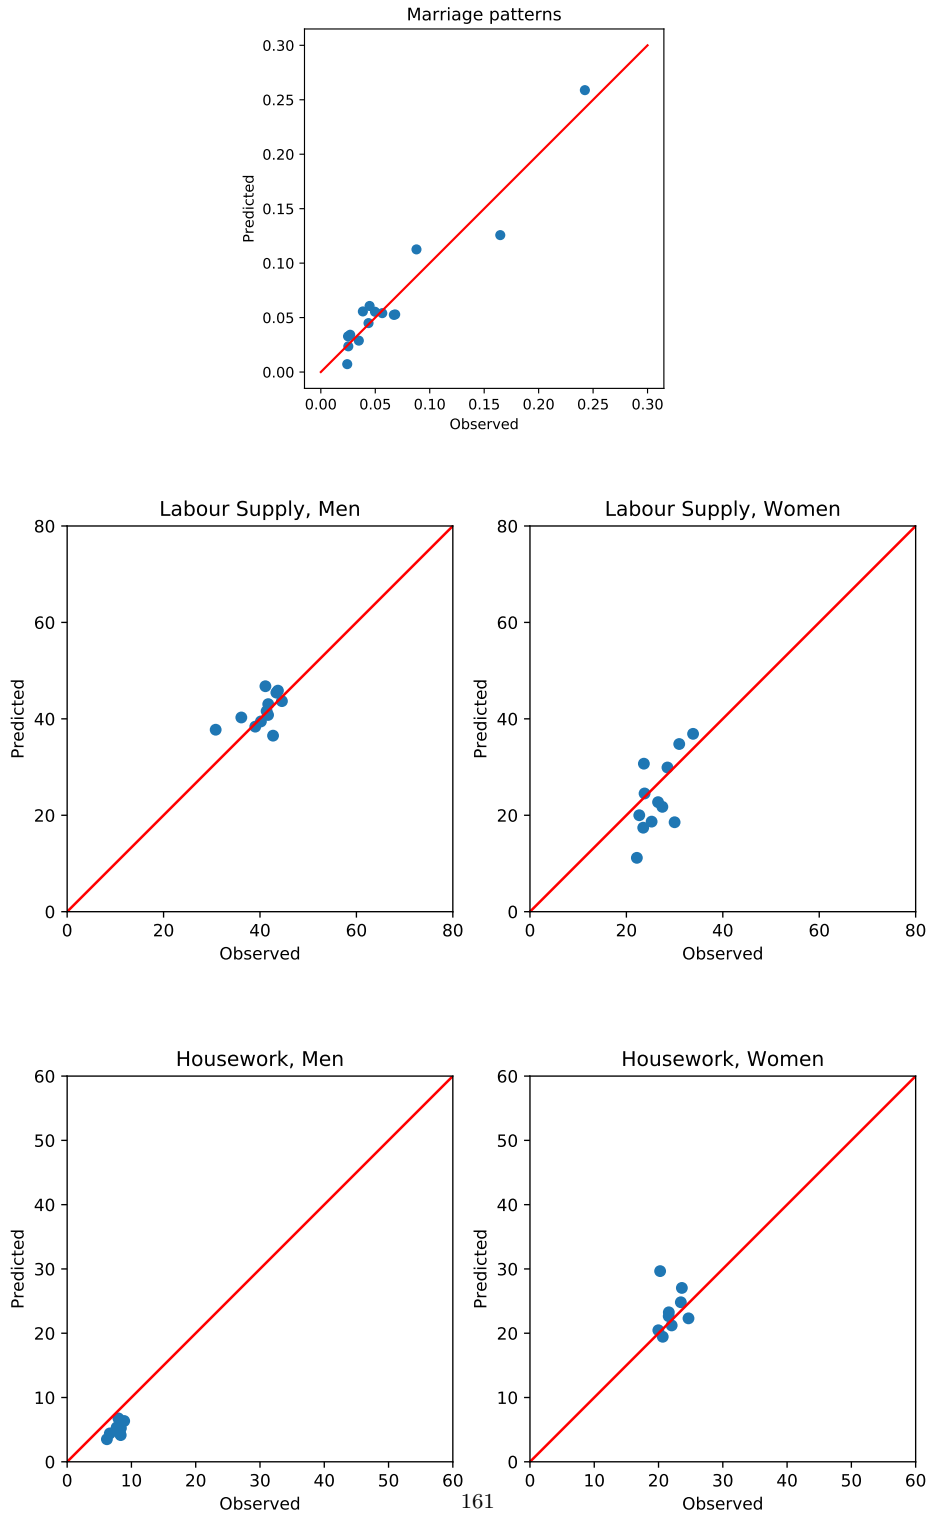 Marriage patterns
0.30
0.25
0.20
0.15
0.10
0.05
0.00
Predicted
0.00 0.05 0.10 0.15 0.20 0.25 0.30
Observed
Labour Supply, Men
80
60
40
20
0
Predicted
0 20 40 60 80
Observed
Labour Supply, Women
80
60
40
20
0
Predicted
0 20 40 60 80
Observed
Housework, Men
60
50
40
30
20
10
0
Predicted
0 10 20 30 40 50 60
Observed
Housework, Women
60
50
40
30
20
10
0
Predicted
0 10 20 30 40 50 60
Observed
161